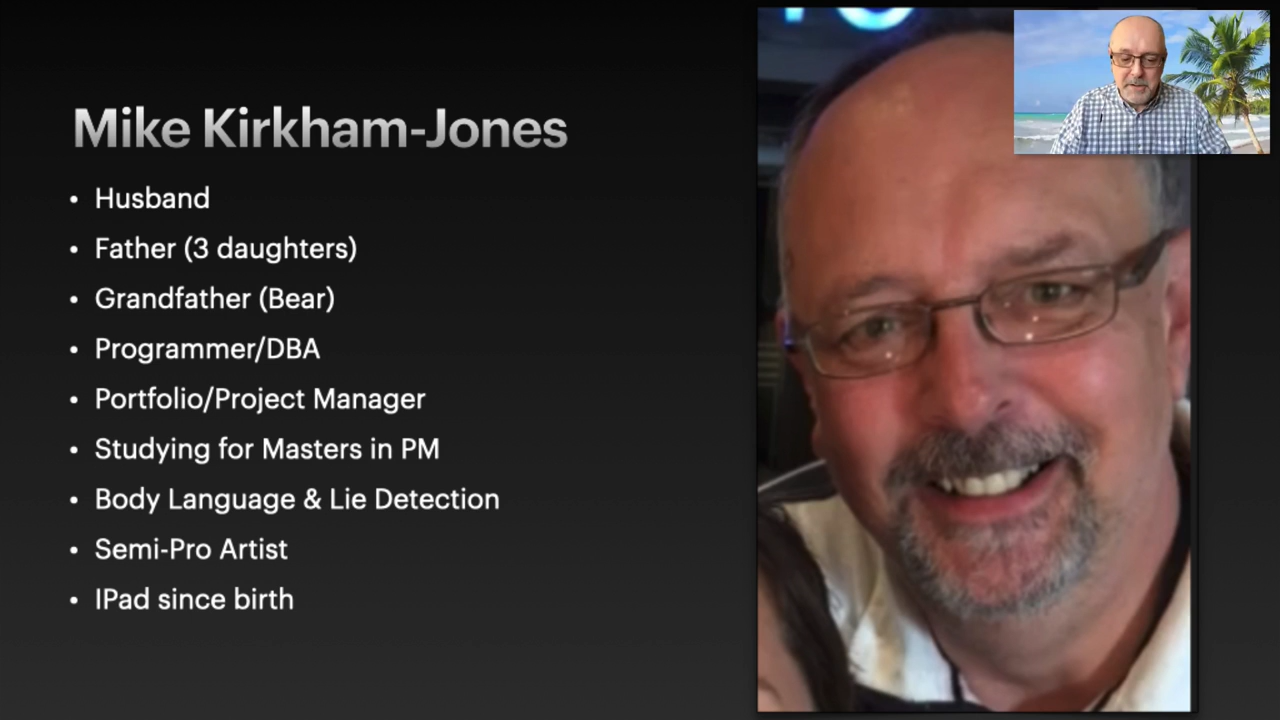 Mike Kirkham-Jones
• Husband
• Father (3 daughters)
• Grandfather (Bear)
• Programmer/DBA
• Portfolio/Project Manager
• Studying for Masters in PM
• Body Language & Lie Detection
• Semi-Pro Artist
• IPad since birth